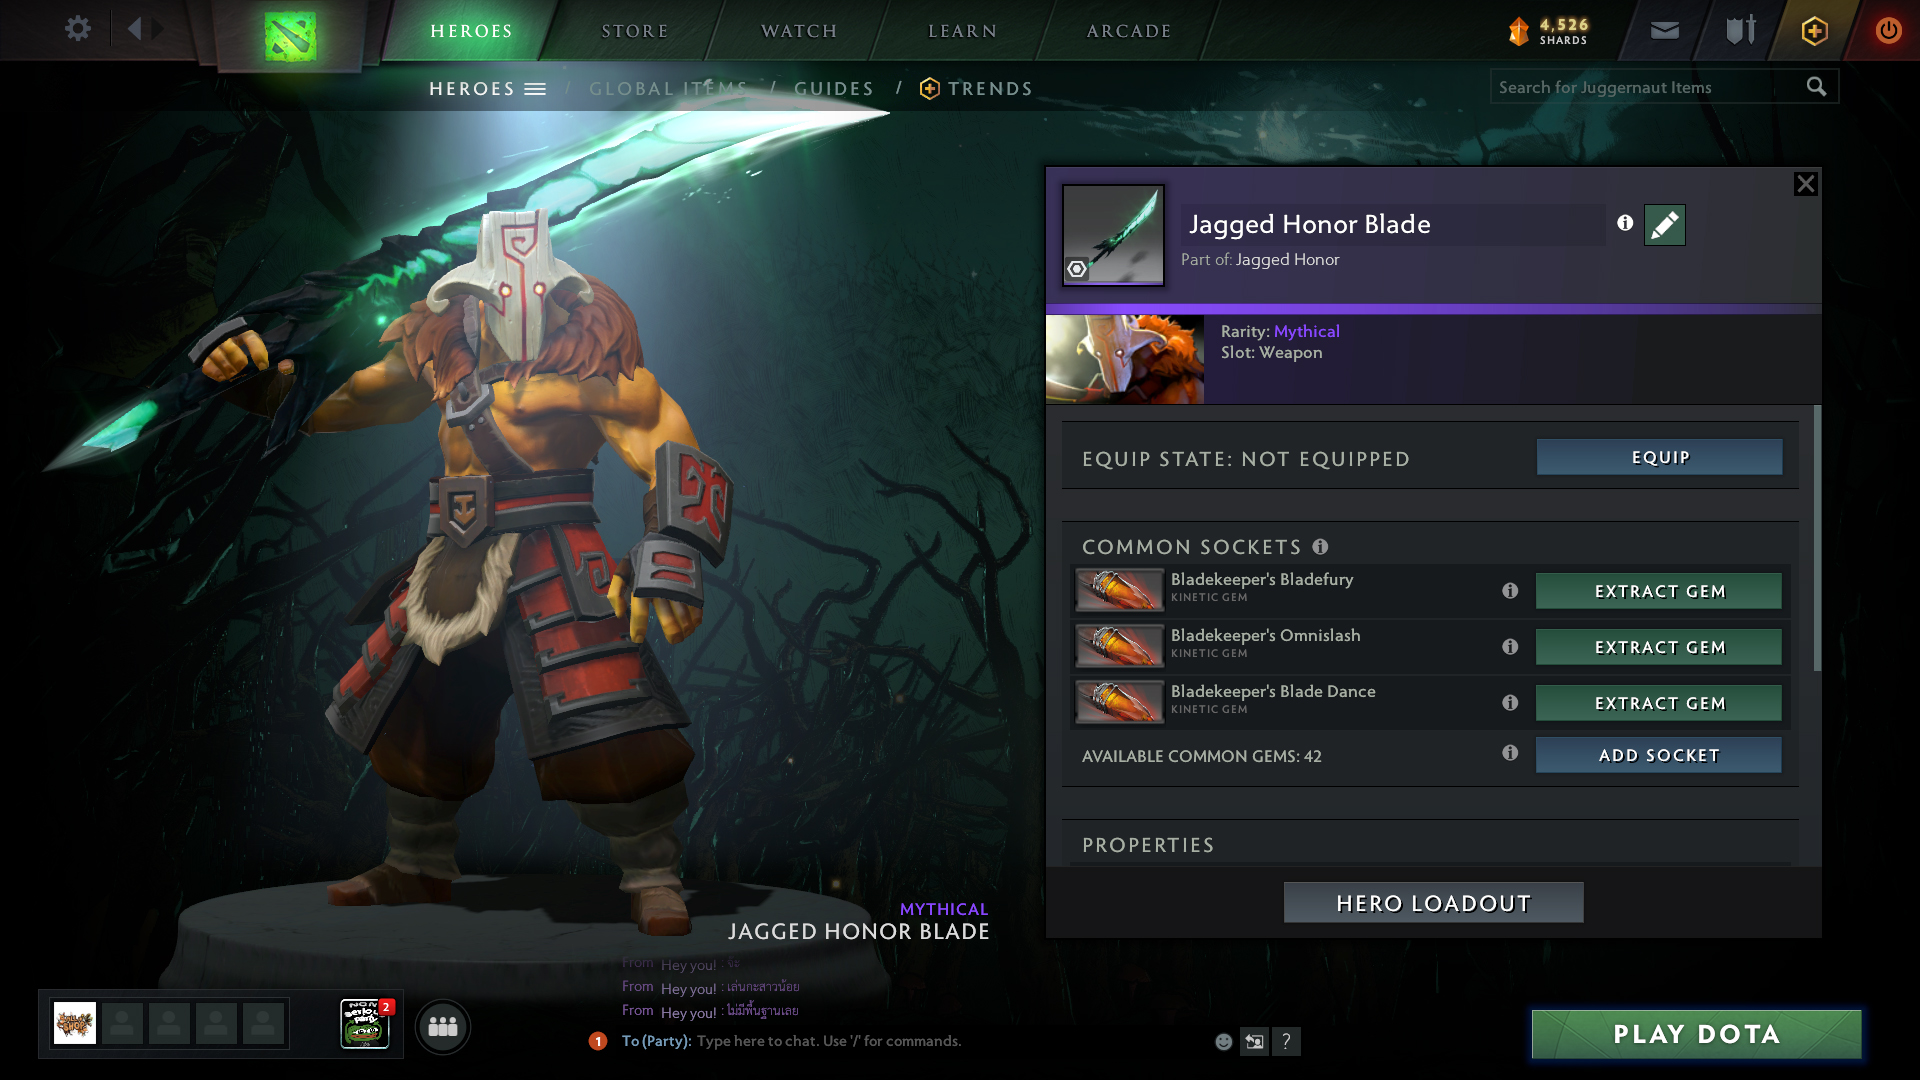 HEROES
STORE
WATCH
LEARN
ARCADE
4,526
SHARDS
HEROES / GLOBAL ITEMS / GUIDES / TRENDS
Search for Juggernaut Items
Jagged Honor Blade
Part of: Jagged Honor
Rarity: Mythical
Slot: Weapon
EQUIP STATE: NOT EQUIPPED
EQUIP
COMMON SOCKETS
Bladekeeper's Bladefury
KINETIC GEM
EXTRACT GEM
Bladekeeper's Omnislash
KINETIC GEM
EXTRACT GEM
Bladekeeper's Blade Dance
KINETIC GEM
EXTRACT GEM
AVAILABLE COMMON GEMS: 42
ADD SOCKET
PROPERTIES
HERO LOADOUT
MYTHICAL
JAGGED HONOR BLADE
From Hey you! : จ้ะ
From Hey you! : เล่นกะสาวน้อย
From Hey you! : ไม่มีพื้นฐานเลย
2
1
To (Party): Type here to chat. Use '/' for commands.
?
PLAY DOTA